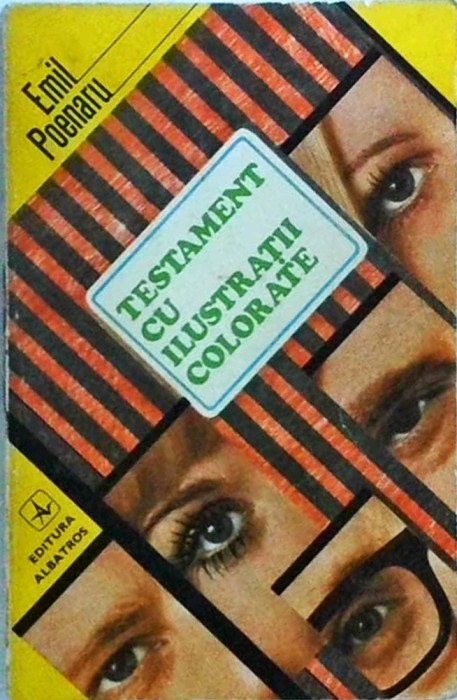 Emil
Poenaru
TESTAMENT
CU
ILUSTRAȚII
COLORATE
EDITURA
ALBATROS